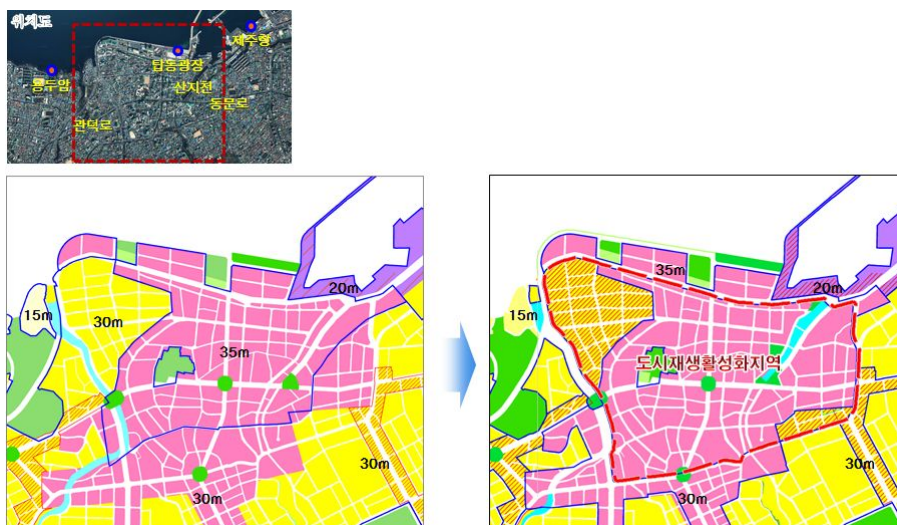 위치도
제주항
탑동광장
용두암
산지천
동문로
관덕로
20m
15m
30m
35m
30m
30m
35m
20m
15m
도시재생활성화지역
30m
30m